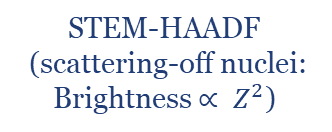 STEM-HAADF
(scattering-off nuclei:
Brightness ∝ Z²)